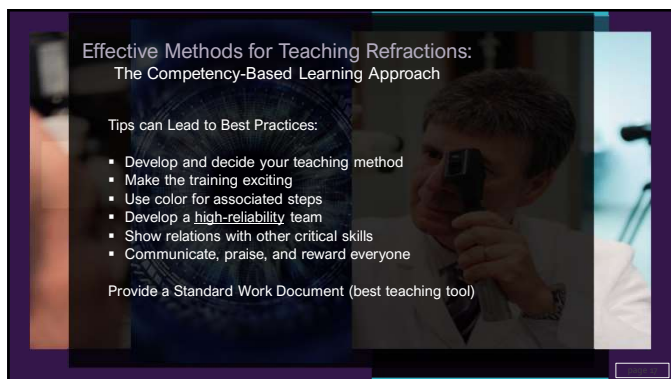 Effective Methods for Teaching Refractions:
The Competency-Based Learning Approach
Tips can Lead to Best Practices:
▪ Develop and decide your teaching method
▪ Make the training exciting
▪ Use color for associated steps
▪ Develop a high-reliability team
▪ Show relations with other critical skills
▪ Communicate, praise, and reward everyone
Provide a Standard Work Document (best teaching tool)
page 17